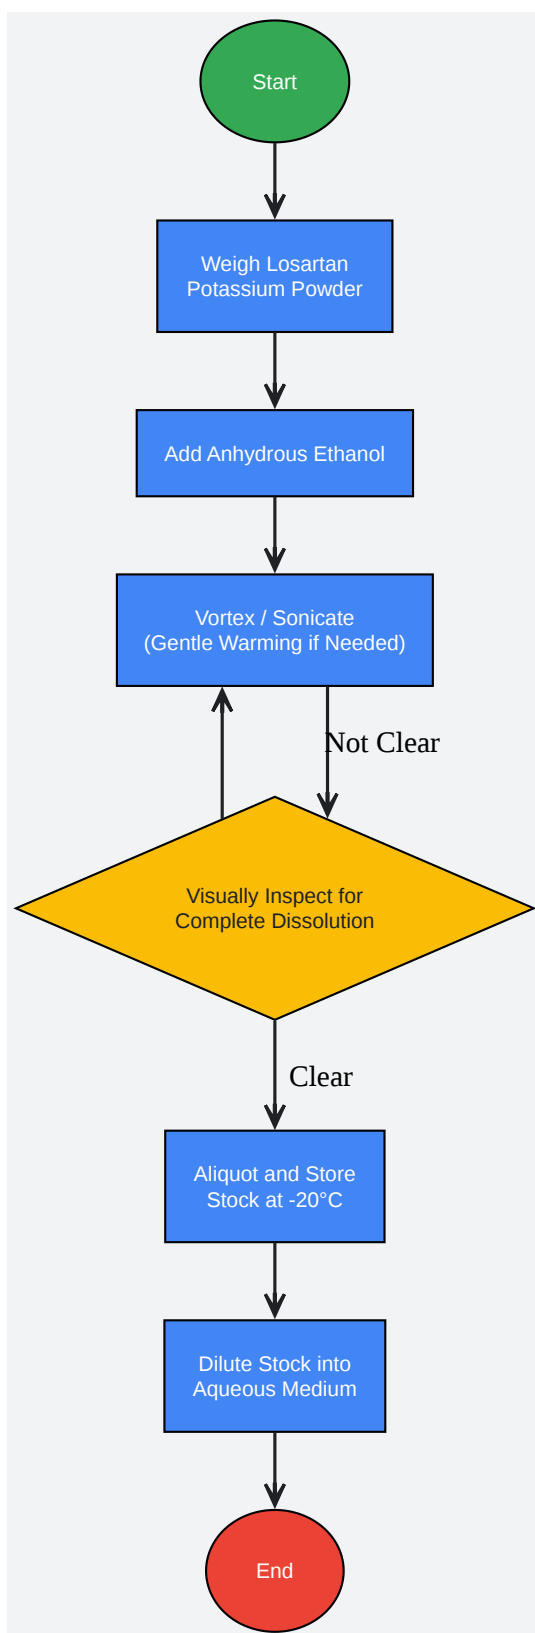 Start
Weigh Losartan
Potassium Powder
Add Anhydrous Ethanol
Vortex / Sonicate
(Gentle Warming if Needed)
Not Clear
Visually Inspect for
Complete Dissolution
Clear
Aliquot and Store
Stock at -20°C
Dilute Stock into
Aqueous Medium
End